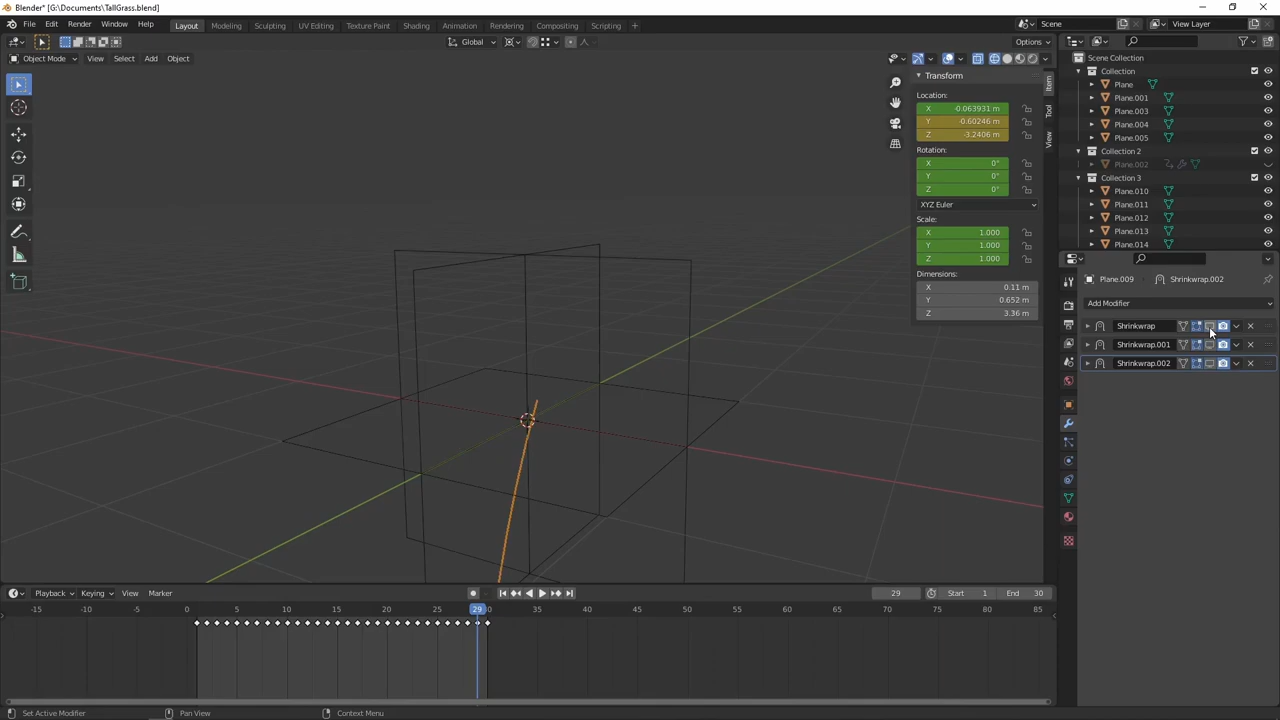 Blender* [G:\Documents\TallGrass.blend]
File Edit Render Window Help Layout Modeling Sculpting UV Editing Texture Paint Shading Animation Rendering Compositing Scripting + Scene View Layer
Global Options
Object Mode View Select Add Object
Transform
Location:
X -0.063931 m
Y -0.60246 m
Z -3.2406 m
Rotation:
X 0°
Y 0°
Z 0°
XYZ Euler
Scale:
X 1.000
Y 1.000
Z 1.000
Dimensions:
X 0.11 m
Y 0.652 m
Z 3.36 m
Item
Tool
View
Scene Collection
Collection
Plane
Plane.001
Plane.003
Plane.004
Plane.005
Collection 2
Plane.002
Collection 3
Plane.010
Plane.011
Plane.012
Plane.013
Plane.014
Plane.009 Shrinkwrap.002
Add Modifier
Shrinkwrap
Shrinkwrap.001
Shrinkwrap.002
Playback Keying View Marker 29 Start 1 End 30
-15 -10 -5 0 5 10 15 20 25 29 35 40 45 50 55 60 65 70 75 80 85
Set Active Modifier Pan View Context Menu